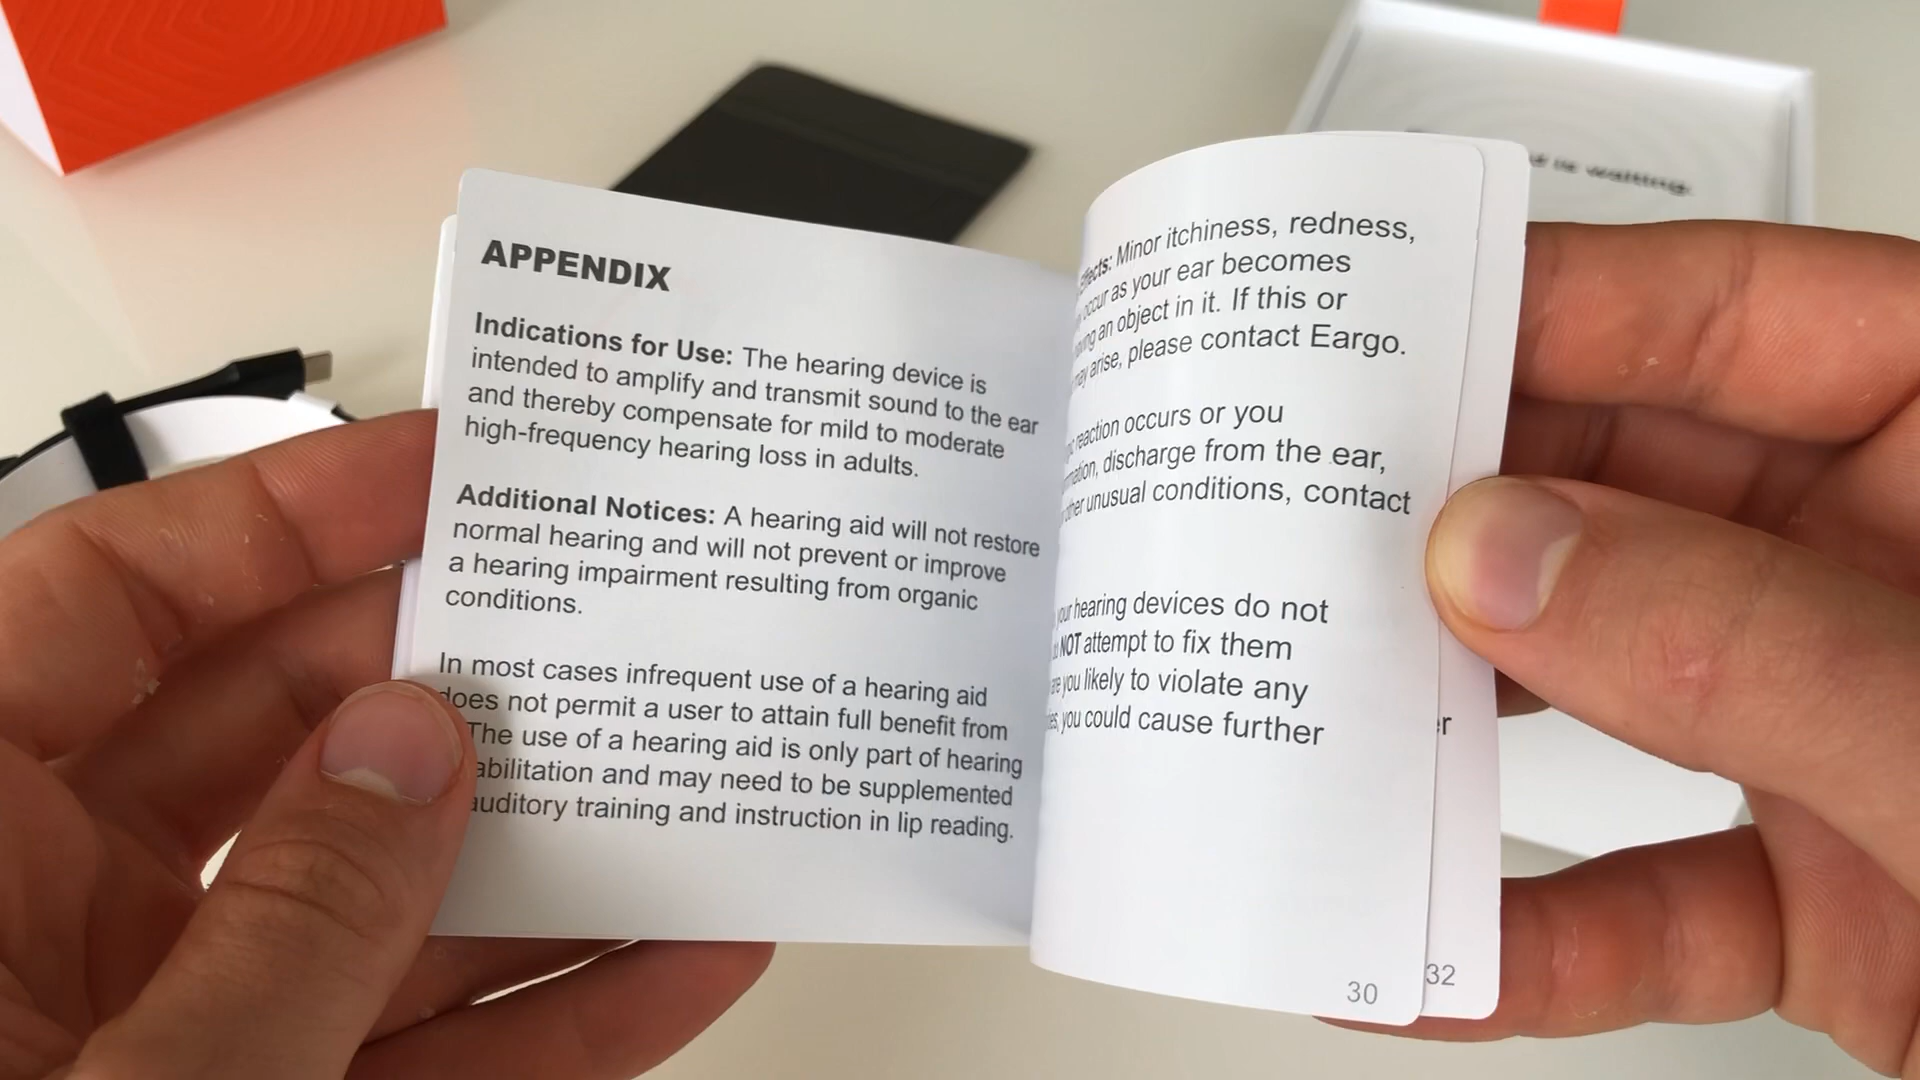 APPENDIX
Indications for Use: The hearing device is
intended to amplify and transmit sound to the ear
and thereby compensate for mild to moderate
high-frequency hearing loss in adults.
Additional Notices: A hearing aid will not restore
normal hearing and will not prevent or improve
a hearing impairment resulting from organic
conditions.
In most cases infrequent use of a hearing aid
does not permit a user to attain full benefit from
The use of a hearing aid is only part of hearing
and may need to be supplemented
auditory training and instruction in lip reading.
Effects: Minor itchiness, redness,
occur as your ear becomes
an object in it. If this or
may arise, please contact Eargo.
reaction occurs or you
discharge from the ear,
other unusual conditions, contact
your hearing devices do not
NOT attempt to fix them
are you likely to violate any
you could cause further
30
32
is waiting.